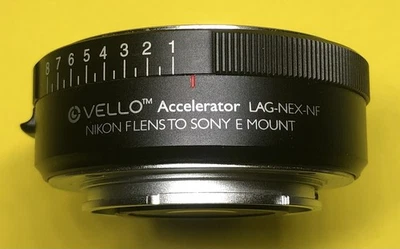 8 7 6 5 4 3 2 1
VELLO™ Accelerator LAG-NEX-NF
NIKON F LENS TO SONY E MOUNT